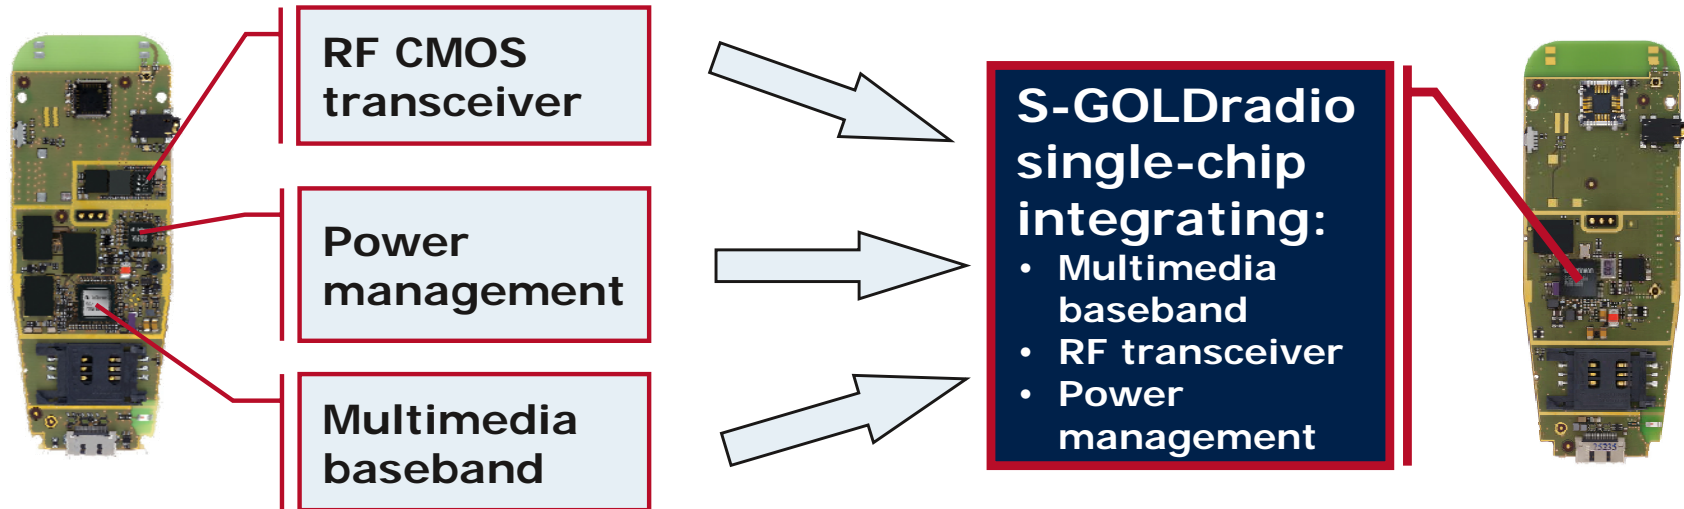 RF CMOS
transceiver
Power
management
Multimedia
baseband
S-GOLDradio
single-chip
integrating:
• Multimedia
baseband
• RF transceiver
• Power
management